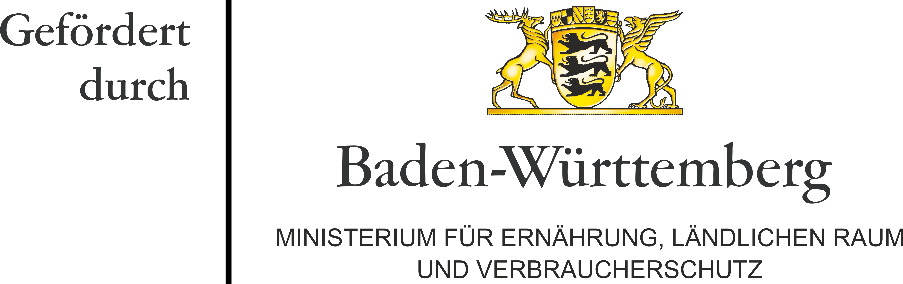 Gefördert
durch
Baden-Württemberg
MINISTERIUM FÜR ERNÄHRUNG, LÄNDLICHEN RAUM
UND VERBRAUCHERSCHUTZ